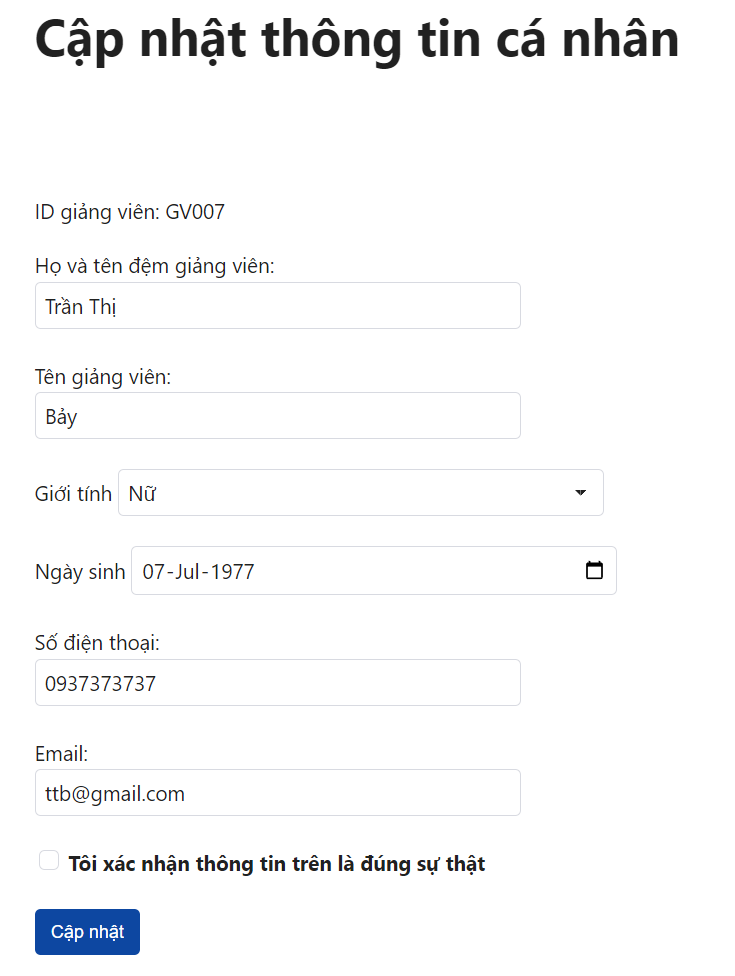 Cập nhật thông tin cá nhân
ID giảng viên: GV007
Họ và tên đệm giảng viên:
Trần Thị
Tên giảng viên:
Bảy
Giới tính Nữ
Ngày sinh 07-Jul-1977
Số điện thoại:
0937373737
Email:
ttb@gmail.com
Tôi xác nhận thông tin trên là đúng sự thật
Cập nhật